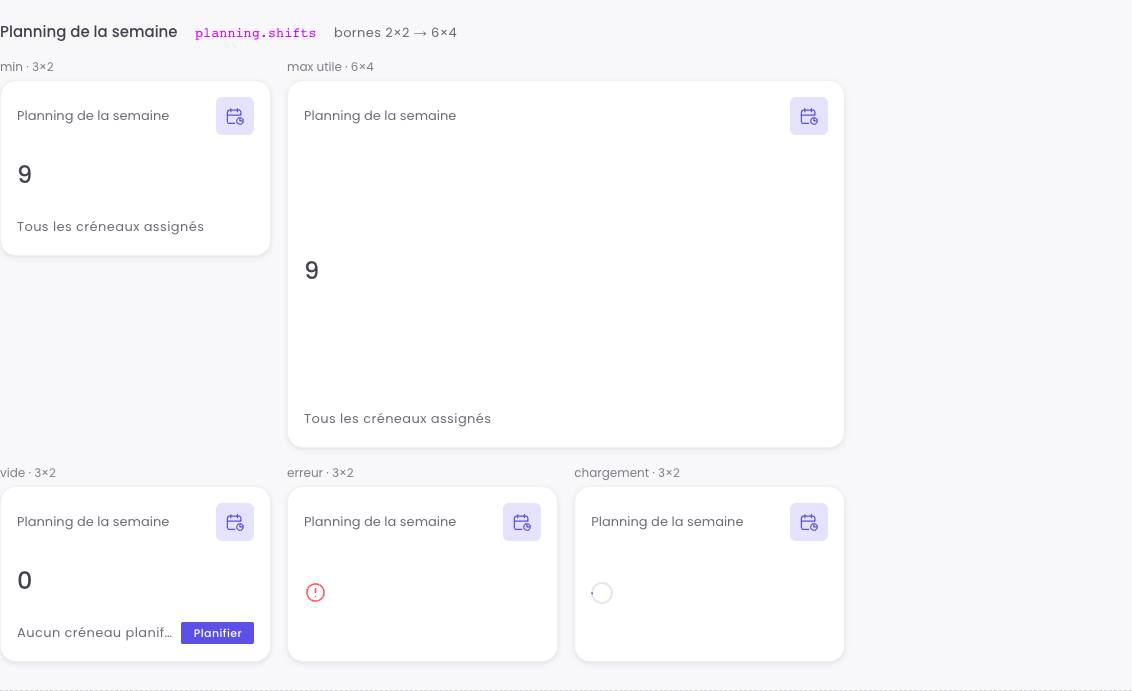 Planning de la semaine planning.shifts bornes 2×2 → 6×4
min · 3×2
max utile · 6×4
Planning de la semaine
9
Tous les créneaux assignés
Planning de la semaine
9
Tous les créneaux assignés
vide · 3×2
erreur · 3×2
chargement · 3×2
Planning de la semaine
0
Aucun créneau planif…
Planifier
Planning de la semaine
Planning de la semaine